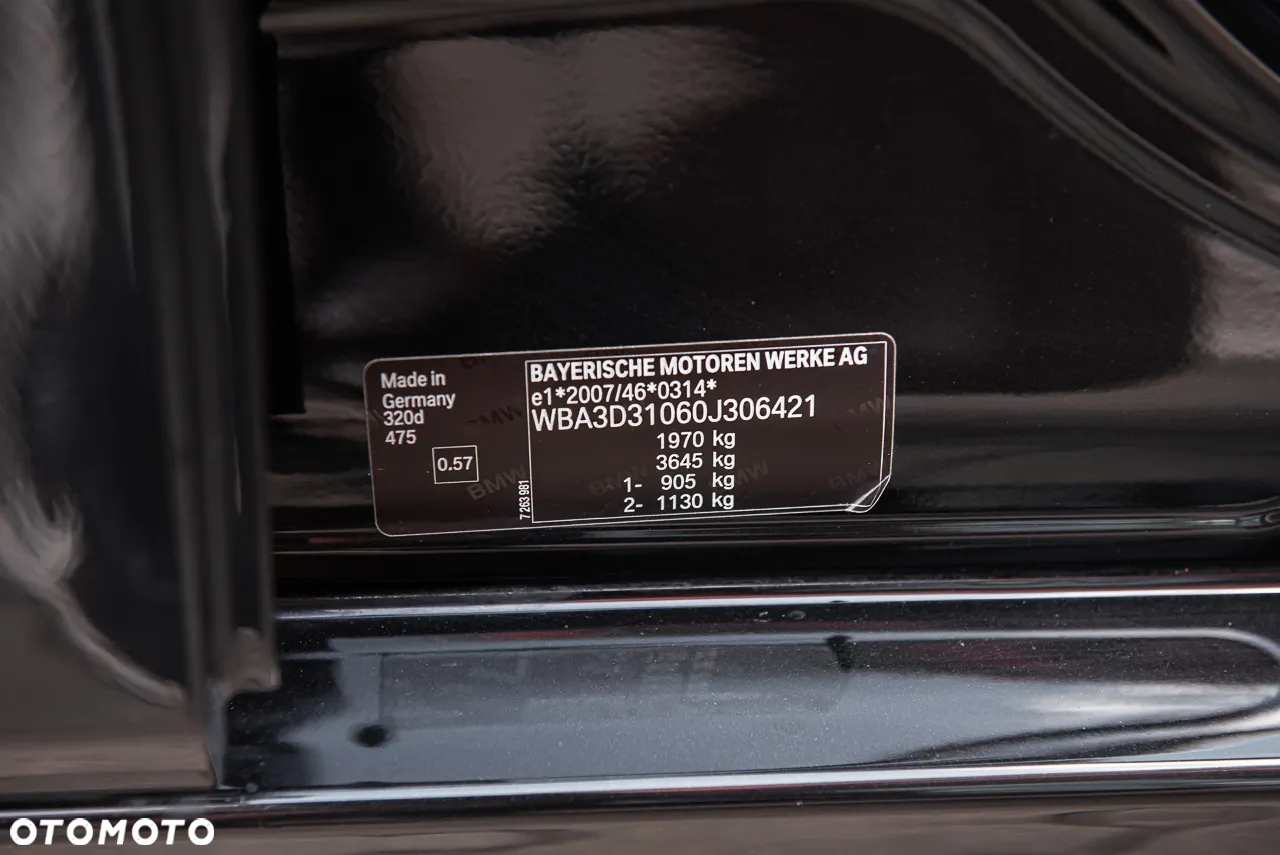 Made in
Germany
320d
475
0.57
7 263 981
BAYERISCHE MOTOREN WERKE AG
e1*2007/46*0314*
WBA3D31060J306421
1970 kg
3645 kg
1- 905 kg
2- 1130 kg
BMW
OTOMOTO